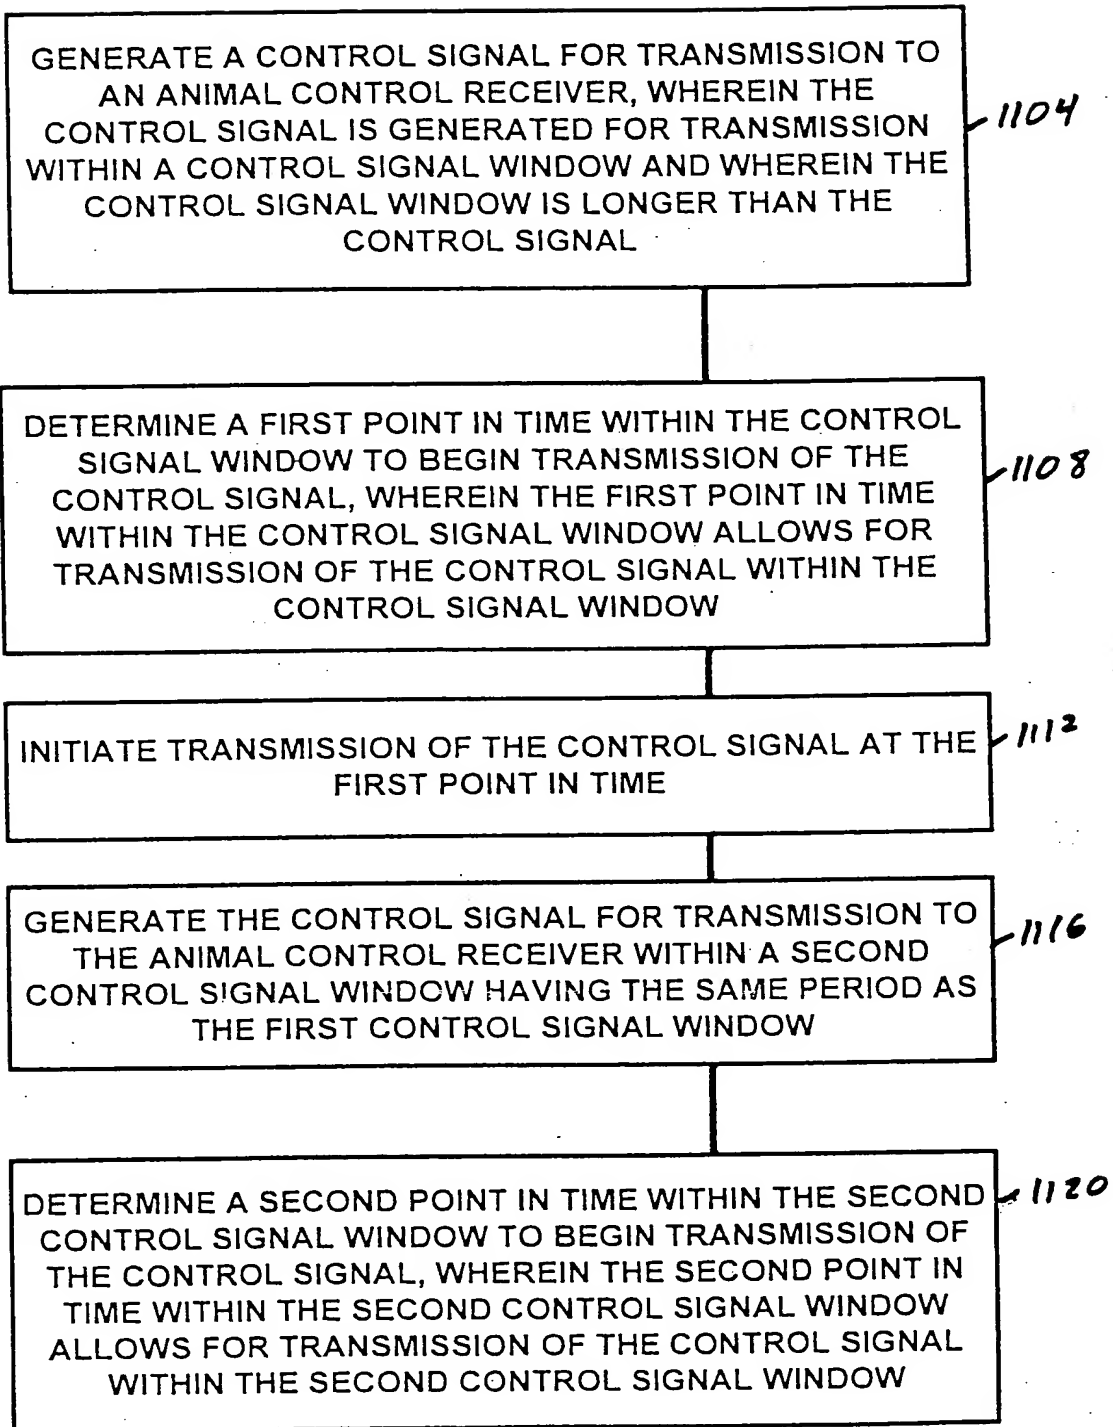 GENERATE A CONTROL SIGNAL FOR TRANSMISSION TO
AN ANIMAL CONTROL RECEIVER, WHEREIN THE
CONTROL SIGNAL IS GENERATED FOR TRANSMISSION
WITHIN A CONTROL SIGNAL WINDOW AND WHEREIN THE
CONTROL SIGNAL WINDOW IS LONGER THAN THE
CONTROL SIGNAL
1104
DETERMINE A FIRST POINT IN TIME WITHIN THE CONTROL
SIGNAL WINDOW TO BEGIN TRANSMISSION OF THE
CONTROL SIGNAL, WHEREIN THE FIRST POINT IN TIME
WITHIN THE CONTROL SIGNAL WINDOW ALLOWS FOR
TRANSMISSION OF THE CONTROL SIGNAL WITHIN THE
CONTROL SIGNAL WINDOW
1108
INITIATE TRANSMISSION OF THE CONTROL SIGNAL AT THE
FIRST POINT IN TIME
1112
GENERATE THE CONTROL SIGNAL FOR TRANSMISSION TO
THE ANIMAL CONTROL RECEIVER WITHIN A SECOND
CONTROL SIGNAL WINDOW HAVING THE SAME PERIOD AS
THE FIRST CONTROL SIGNAL WINDOW
1116
DETERMINE A SECOND POINT IN TIME WITHIN THE SECOND
CONTROL SIGNAL WINDOW TO BEGIN TRANSMISSION OF
THE CONTROL SIGNAL, WHEREIN THE SECOND POINT IN
TIME WITHIN THE SECOND CONTROL SIGNAL WINDOW
ALLOWS FOR TRANSMISSION OF THE CONTROL SIGNAL
WITHIN THE SECOND CONTROL SIGNAL WINDOW
1120